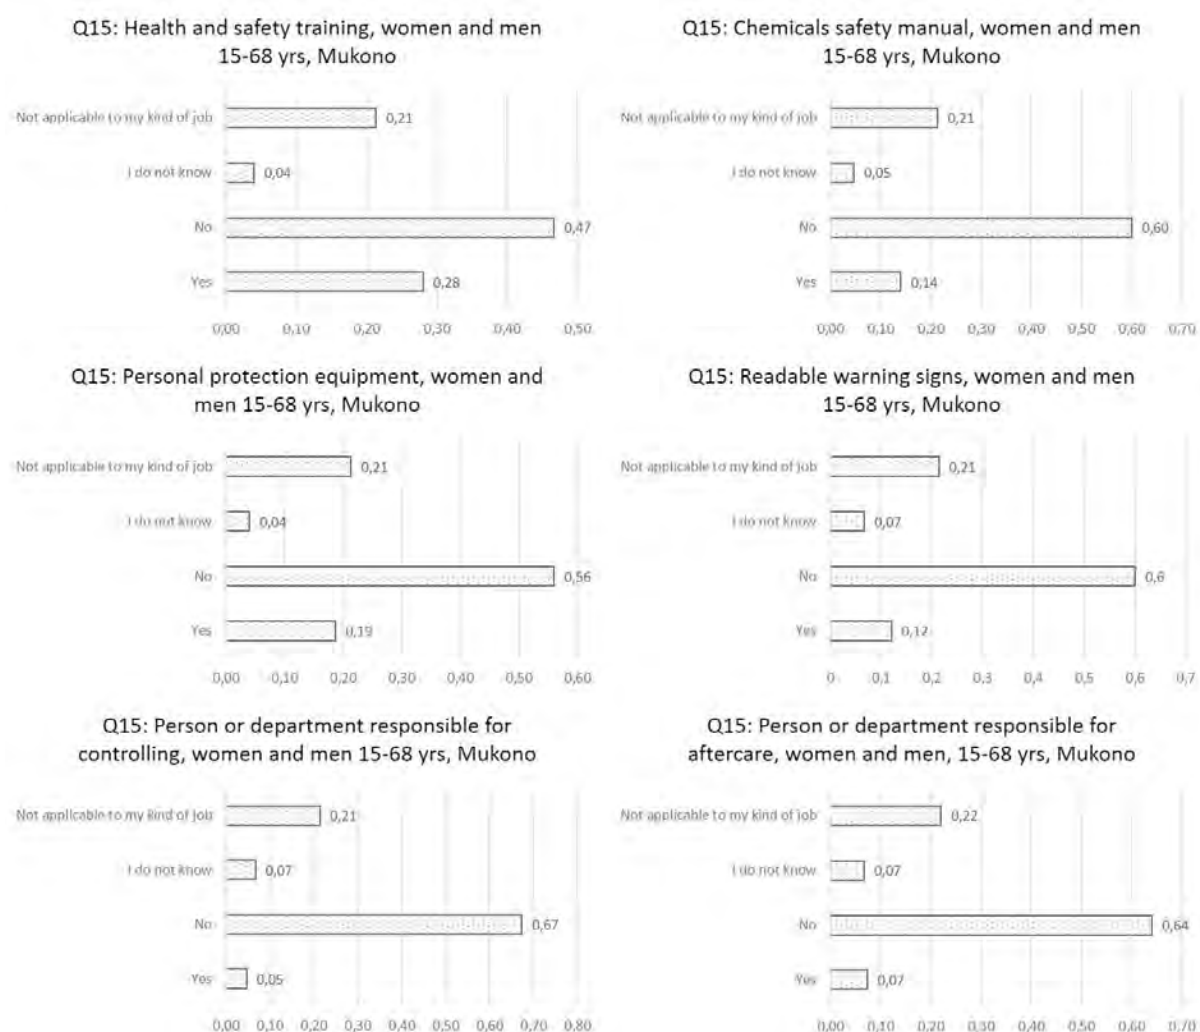 Q15: Health and safety training, women and men
15-68 yrs, Mukono
Not applicable to my kind of job
0,21
I do not know
0,04
No
0,47
Yes
0,28
0,00 0,10 0,20 0,30 0,40 0,50
Q15: Chemicals safety manual, women and men
15-68 yrs, Mukono
Not applicable to my kind of job
0,21
I do not know
0,05
No
0,60
Yes
0,14
0,00 0,10 0,20 0,30 0,40 0,50 0,60 0,70
Q15: Personal protection equipment, women and
men 15-68 yrs, Mukono
Not applicable to my kind of job
0,21
I do not know
0,04
No
0,56
Yes
0,19
0,00 0,10 0,20 0,30 0,40 0,50 0,60
Q15: Readable warning signs, women and men
15-68 yrs, Mukono
Not applicable to my kind of job
0,21
I do not know
0,07
No
0,6
Yes
0,12
0 0,1 0,2 0,3 0,4 0,5 0,6 0,7
Q15: Person or department responsible for
controlling, women and men 15-68 yrs, Mukono
Not applicable to my kind of job
0,21
I do not know
0,07
No
0,67
Yes
0,05
0,00 0,10 0,20 0,30 0,40 0,50 0,60 0,70 0,80
Q15: Person or department responsible for
aftercare, women and men, 15-68 yrs, Mukono
Not applicable to my kind of job
0,22
I do not know
0,07
No
0,64
Yes
0,07
0,00 0,10 0,20 0,30 0,40 0,50 0,60 0,70